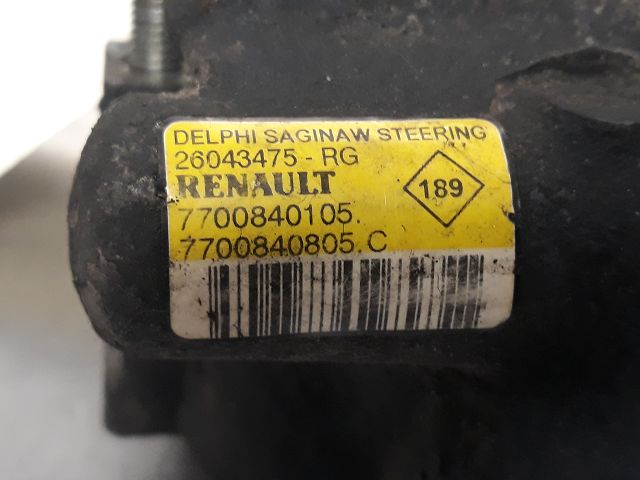 DELPHI SAGINAW STEERING
26043475 - RG
RENAULT
189
7700840105.
7700840805.C